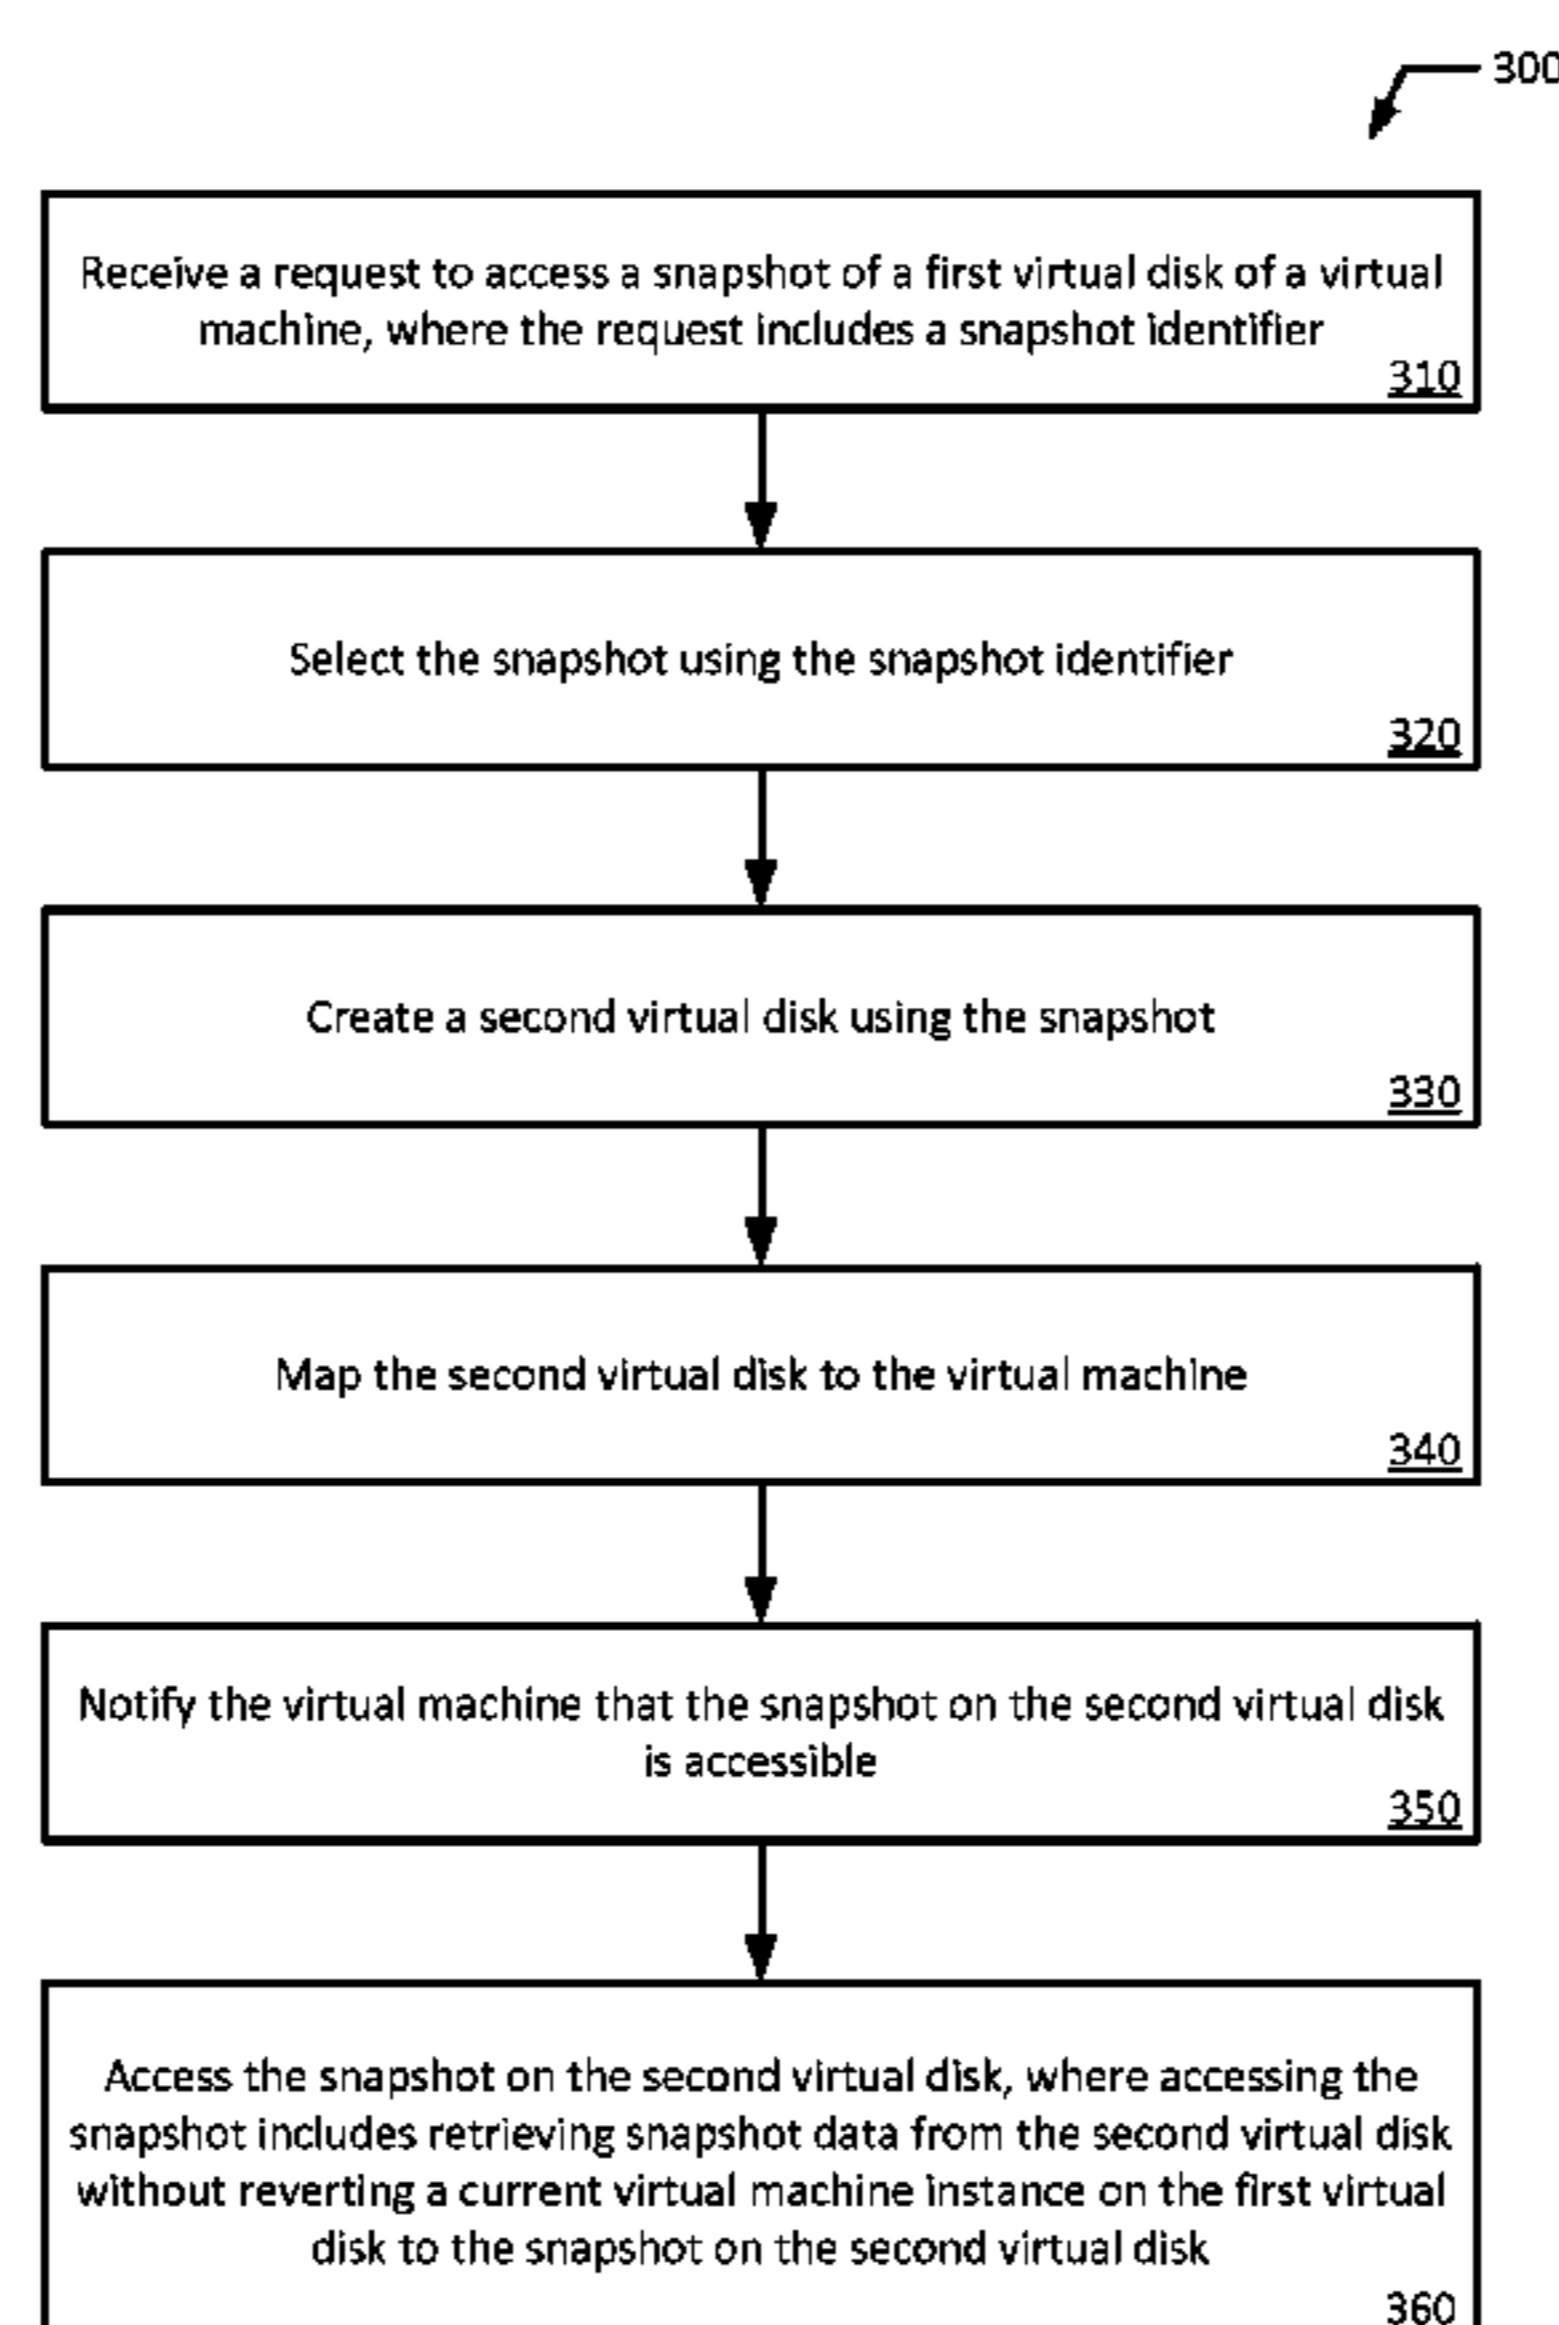 300
Receive a request to access a snapshot of a first virtual disk of a virtual
machine, where the request includes a snapshot identifier
310
Select the snapshot using the snapshot identifier
320
Create a second virtual disk using the snapshot
330
Map the second virtual disk to the virtual machine
340
Notify the virtual machine that the snapshot on the second virtual disk
is accessible
350
Access the snapshot on the second virtual disk, where accessing the
snapshot includes retrieving snapshot data from the second virtual disk
without reverting a current virtual machine instance on the first virtual
disk to the snapshot on the second virtual disk
360